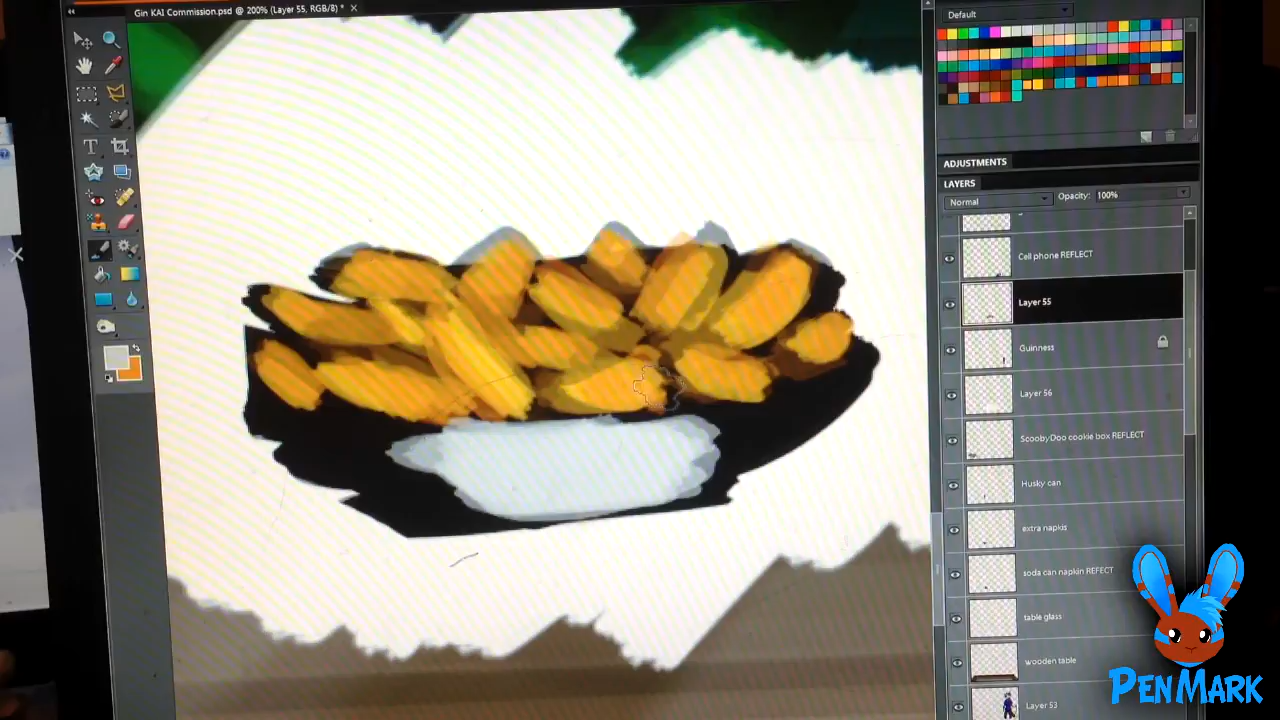 Gin KAI Commission.psd @ 200% (Layer 55, RGB/8) *
Default
ADJUSTMENTS
LAYERS
Normal
Opacity: 100%
Cell phone REFLECT
Layer 55
Guinness
Layer 56
ScoobyDoo cookie box REFLECT
Husky can
extra napkis
soda can napkin REFECT
table glass
wooden table
Layer 53
PENMARK